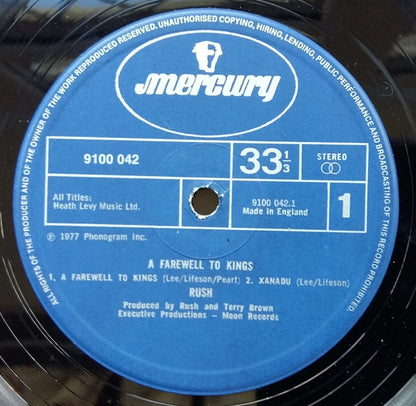 ALL RIGHTS OF THE PRODUCER AND OF THE OWNER OF THE WORK REPRODUCED RESERVED. UNAUTHORISED COPYING, HIRING, LENDING, PUBLIC PERFORMANCE AND BROADCASTING OF THIS RECORD PROHIBITED.
mercury
9100 042
33 1/3
STEREO
All Titles:
Heath Levy Music Ltd.
9100 042.1
Made in England
1
℗ 1977 Phonogram Inc.
A FAREWELL TO KINGS
1. A FAREWELL TO KINGS (Lee/Lifeson/Peart) 2. XANADU (Lee/Lifeson)
RUSH
Produced by Rush and Terry Brown
Executive Productions – Moon Records